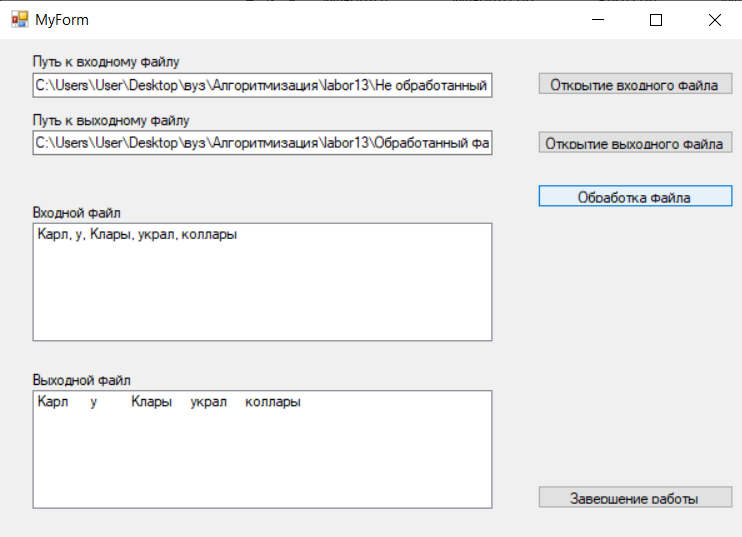 MyForm
Путь к входному файлу
C:\Users\User\Desktop\вуз\Алгоритмизация\labor13\Не обработанный
Открытие входного файла
Путь к выходному файлу
C:\Users\User\Desktop\вуз\Алгоритмизация\labor13\Обработанный фа
Открытие выходного файла
Обработка файла
Входной файл
Карл, у, Клары, украл, коллары
Выходной файл
Карл у Клары украл коллары
Завершение работы